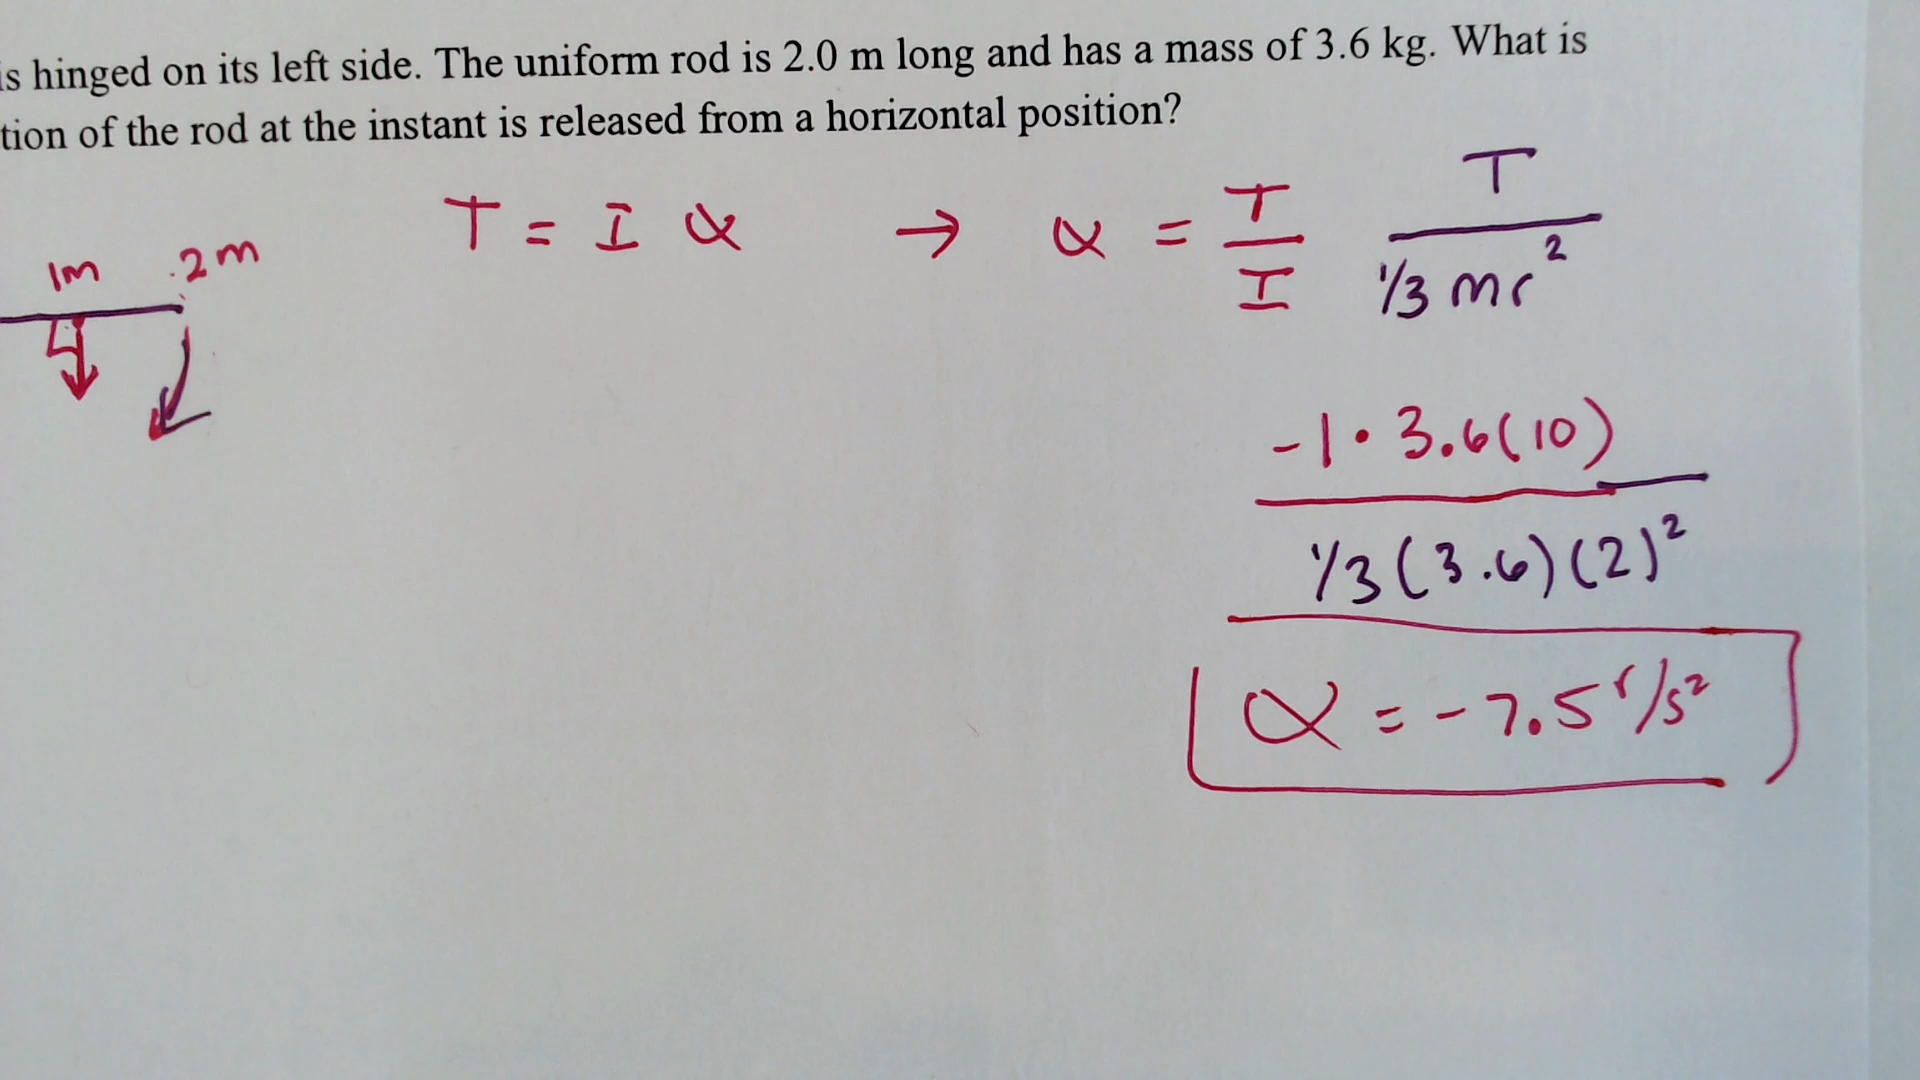 is hinged on its left side. The uniform rod is 2.0 m long and has a mass of 3.6 kg. What is
tion of the rod at the instant is released from a horizontal position?
1m .2m
T = I α → α = T/I T/(1/3 mr²)
-1 · 3.6(10)
1/3 (3.6)(2)²
α = -7.5 r/s²